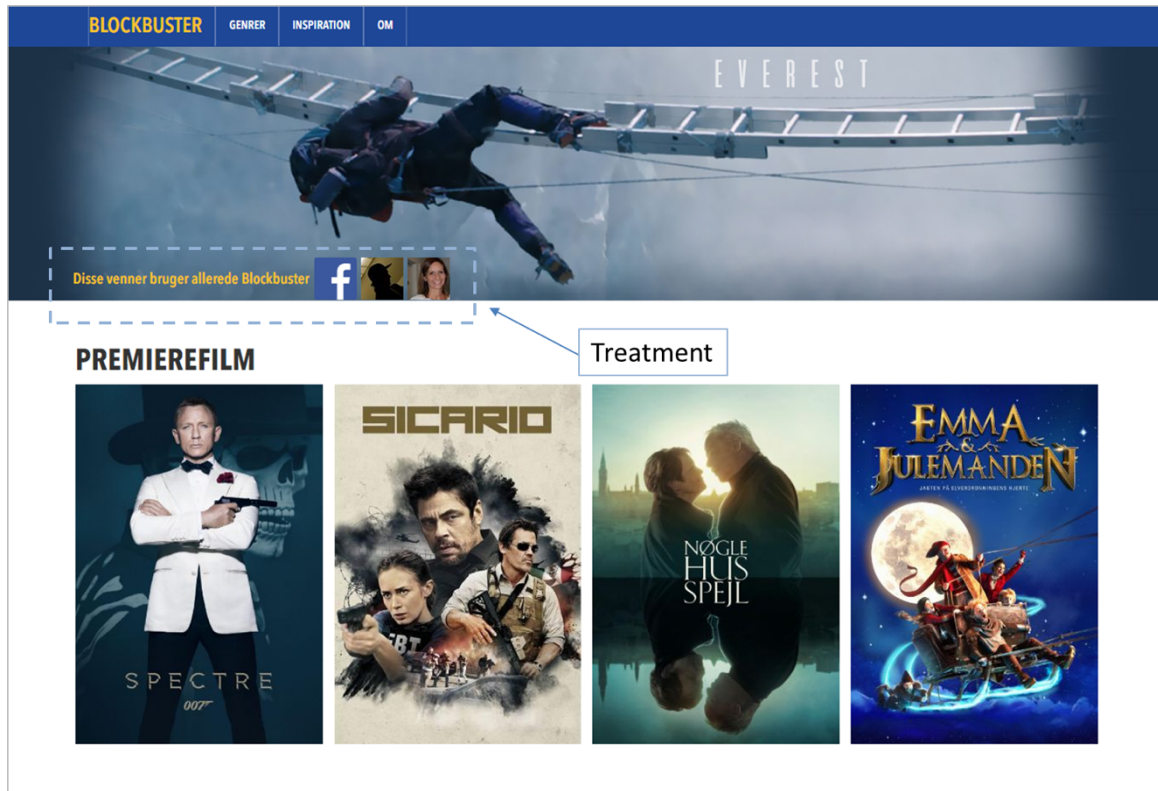 BLOCKBUSTER GENRER INSPIRATION OM
EVEREST
Disse venner bruger allerede Blockbuster f
Treatment
PREMIEREFILM
SPECTRE
007
SICARIO
FBI
NØGLE
HUS
SPEJL
EMMA
&
JULEMANDEN
JAGTEN PÅ ELVERDRONNINGENS HJERTE